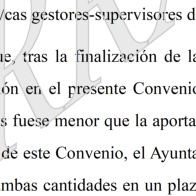 /cas gestores-supervisores d
ue, tras la finalización de la
ión en el presente Convenio
s fuese menor que la aporta
de este Convenio, el Ayunta
mbas cantidades en un plaz